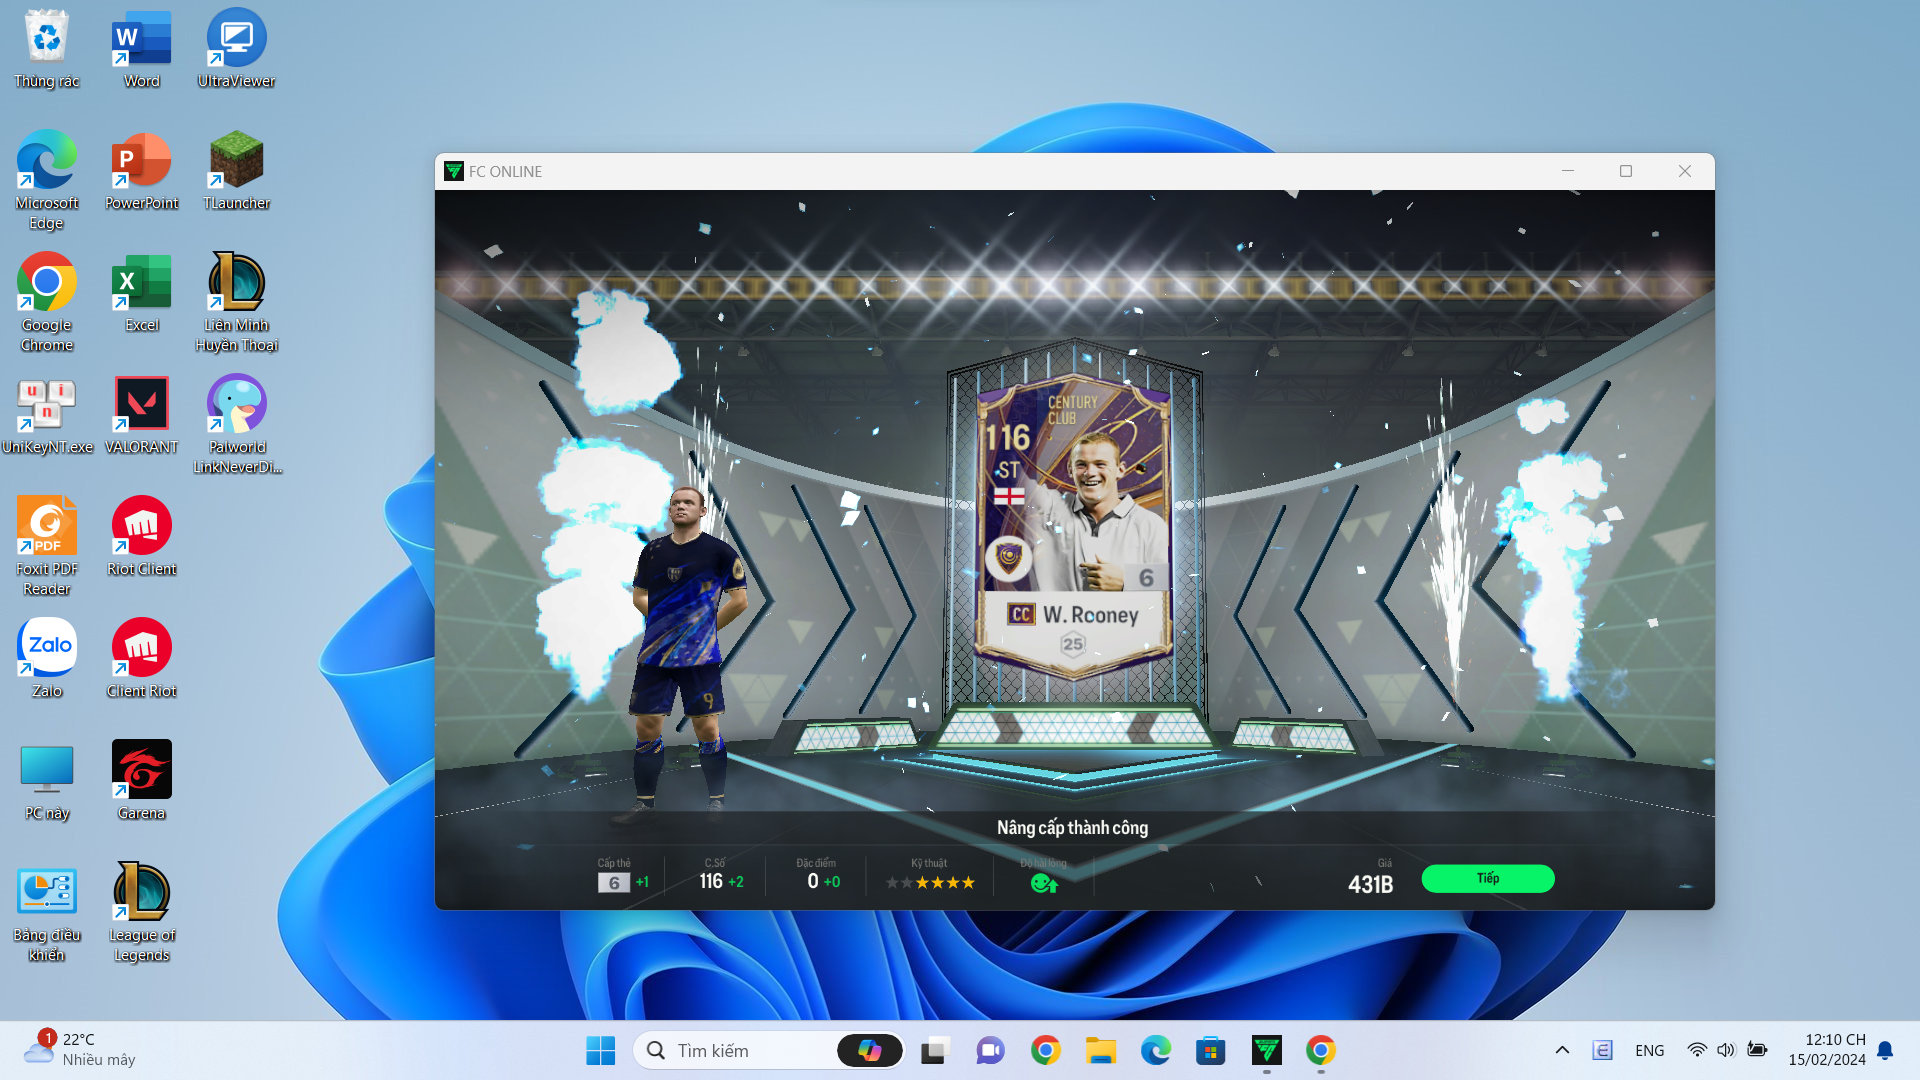 Thùng rác
Word
UltraViewer
Microsoft
Edge
PowerPoint
TLauncher
Google
Chrome
Excel
Liên Minh
Huyền Thoại
UniKeyNT.exe
VALORANT
Palworld
LinkNeverDi...
Foxit PDF
Reader
Riot Client
Zalo
Zalo
Client Riot
PC này
Garena
Bảng điều
khiển
League of
Legends
FC ONLINE
CENTURY
CLUB
116
ST
6
CC W. Rooney
25
9
Nâng cấp thành công
Cấp thẻ
6 +1
C.Số
116 +2
Đặc điểm
0 +0
Kỹ thuật
★★★★★★
Độ hài lòng
Giá
431B
Tiếp
1
22°C
Nhiều mây
Tìm kiếm
ENG
12:10 CH
15/02/2024